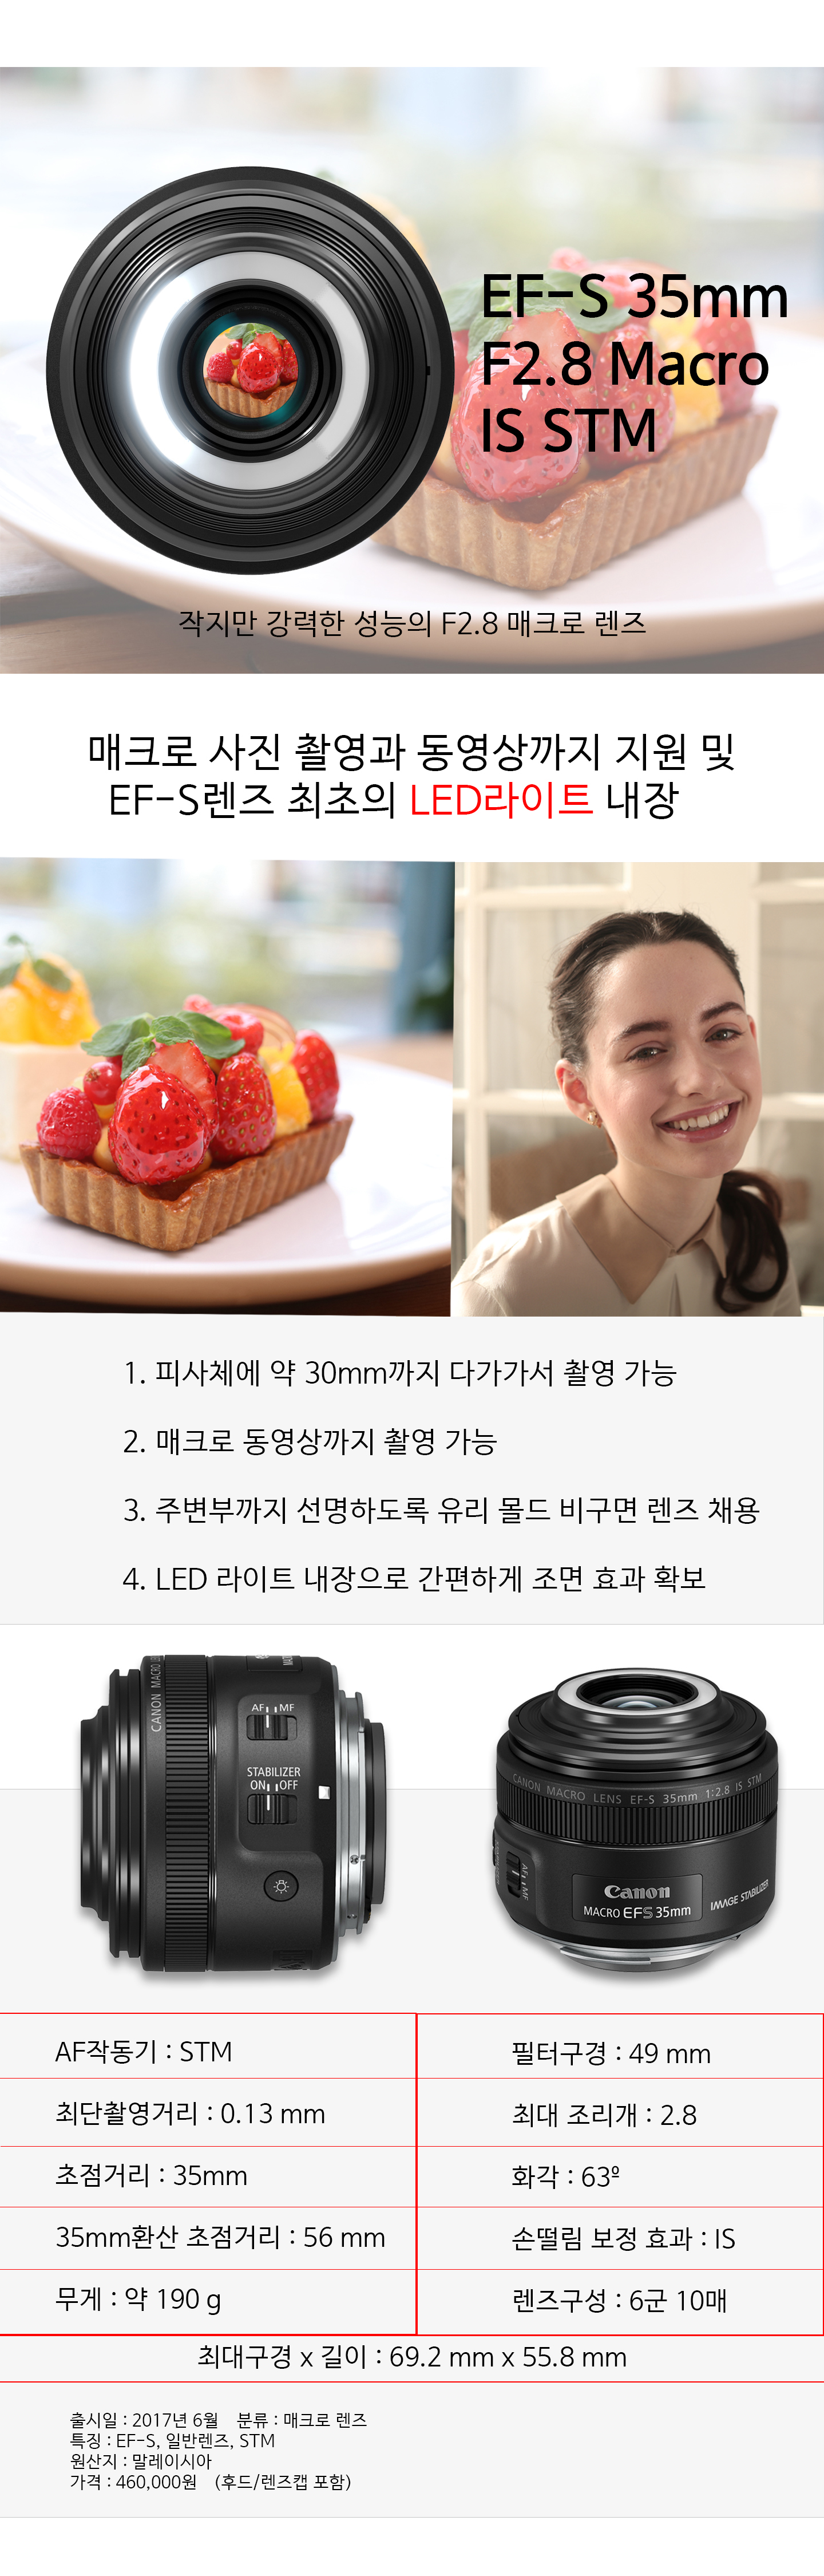 EF-S 35mm
F2.8 Macro
IS STM
작지만 강력한 성능의 F2.8 매크로 렌즈
매크로 사진 촬영과 동영상까지 지원 및
EF-S렌즈 최초의 LED라이트 내장
1. 피사체에 약 30mm까지 다가가서 촬영 가능
2. 매크로 동영상까지 촬영 가능
3. 주변부까지 선명하도록 유리 몰드 비구면 렌즈 채용
4. LED 라이트 내장으로 간편하게 조면 효과 확보
CANON MACRO
AF MF
STABILIZER
ON OFF
CANON MACRO LENS EF-S 35mm 1:2.8 IS STM
AF MF
Canon
MACRO EFS 35mm
IMAGE STABILIZER
AF작동기 : STM
필터구경 : 49 mm
최단촬영거리 : 0.13 mm
최대 조리개 : 2.8
초점거리 : 35mm
화각 : 63º
35mm환산 초점거리 : 56 mm
손떨림 보정 효과 : IS
무게 : 약 190 g
렌즈구성 : 6군 10매
최대구경 x 길이 : 69.2 mm x 55.8 mm
출시일 : 2017년 6월 분류 : 매크로 렌즈
특징 : EF-S, 일반렌즈, STM
원산지 : 말레이시아
가격 : 460,000원 (후드/렌즈캡 포함)